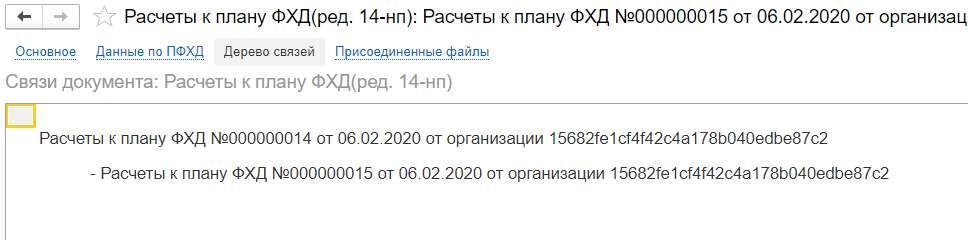 Расчеты к плану ФХД(ред. 14-нп): Расчеты к плану ФХД №000000015 от 06.02.2020 от организац
Основное Данные по ПФХД Дерево связей Присоединенные файлы
Связи документа: Расчеты к плану ФХД(ред. 14-нп)
Расчеты к плану ФХД №000000014 от 06.02.2020 от организации 15682fe1cf4f42c4a178b040edbe87c2
- Расчеты к плану ФХД №000000015 от 06.02.2020 от организации 15682fe1cf4f42c4a178b040edbe87c2